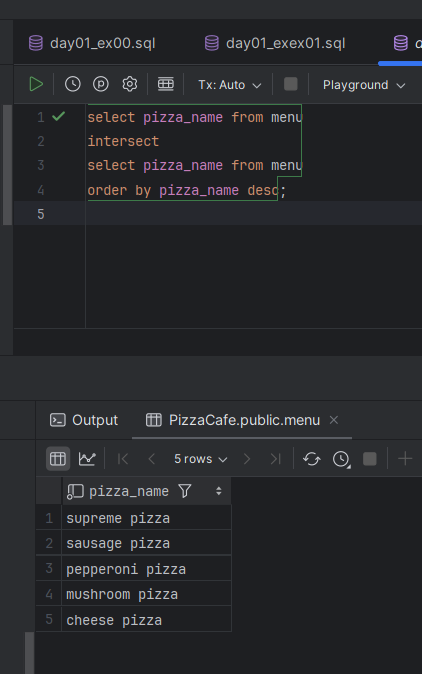 day01_ex00.sql day01_exex01.sql
Tx: Auto Playground
1 select pizza_name from menu
2 intersect
3 select pizza_name from menu
4 order by pizza_name desc;
5
Output PizzaCafe.public.menu
5 rows
pizza_name
1 supreme pizza
2 sausage pizza
3 pepperoni pizza
4 mushroom pizza
5 cheese pizza